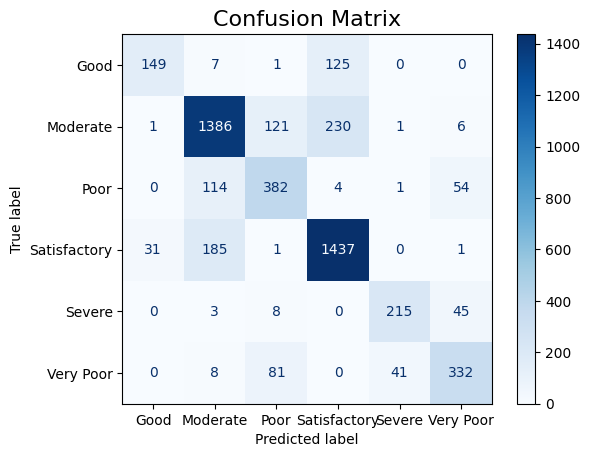 Confusion Matrix
Good 149 7 1 125 0 0
Moderate 1 1386 121 230 1 6
Poor 0 114 382 4 1 54
Satisfactory 31 185 1 1437 0 1
Severe 0 3 8 0 215 45
Very Poor 0 8 81 0 41 332
Good Moderate Poor Satisfactory Severe Very Poor
Predicted label
True label
1400
1200
1000
800
600
400
200
0